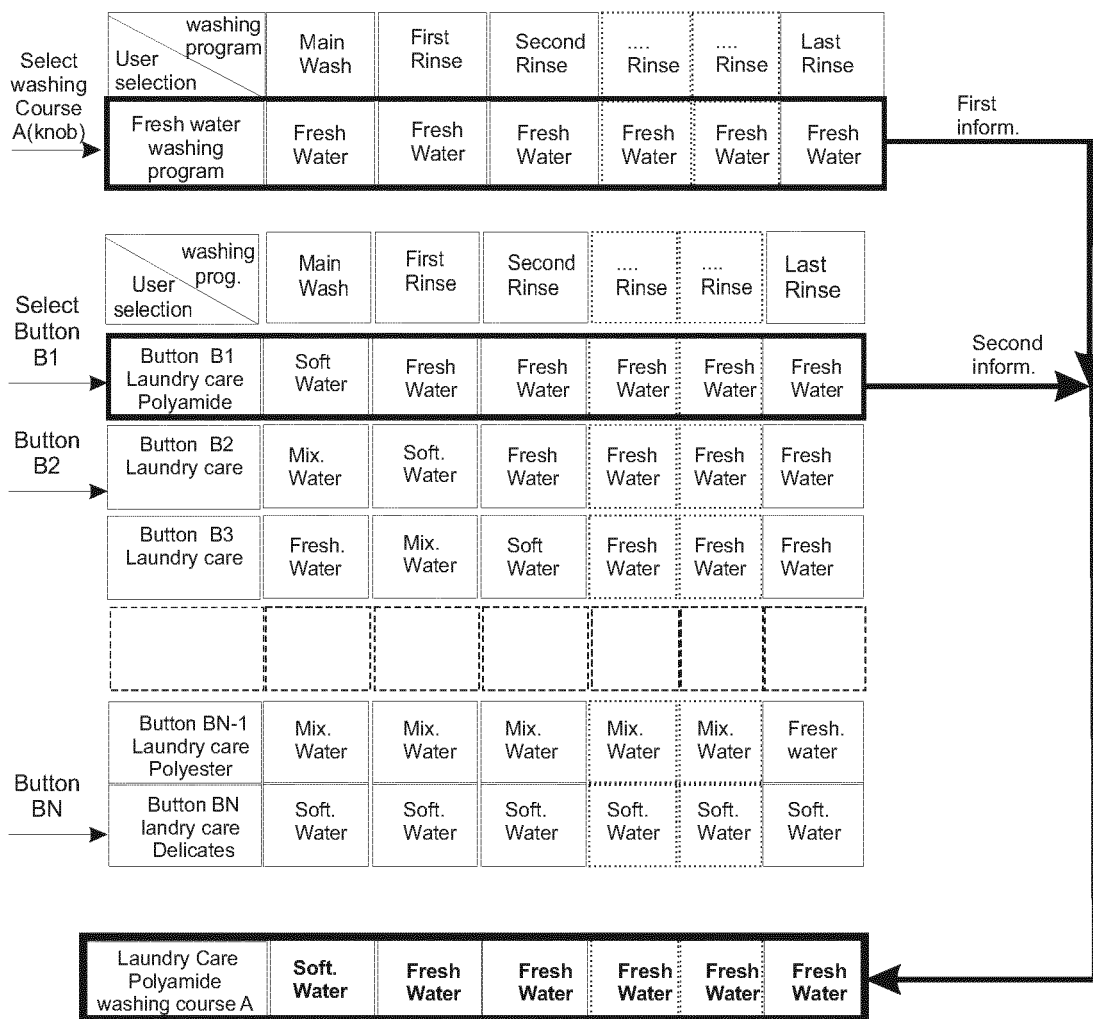 Select
washing
Course
A(knob)
washing
program
User
selection
Main
Wash
First
Rinse
Second
Rinse
....
Rinse
....
Rinse
Last
Rinse
Fresh water
washing
program
Fresh
Water
Fresh
Water
Fresh
Water
Fresh
Water
Fresh
Water
Fresh
Water
First
inform.
washing
prog.
User
selection
Main
Wash
First
Rinse
Second
Rinse
....
Rinse
....
Rinse
Last
Rinse
Select
Button
B1
Button B1
Laundry care
Polyamide
Soft
Water
Fresh
Water
Fresh
Water
Fresh
Water
Fresh
Water
Fresh
Water
Second
inform.
Button
B2
Button B2
Laundry care
Mix.
Water
Soft.
Water
Fresh
Water
Fresh
Water
Fresh
Water
Fresh
Water
Button B3
Laundry care
Fresh.
Water
Mix.
Water
Soft
Water
Fresh
Water
Fresh
Water
Fresh
Water
Button BN-1
Laundry care
Polyester
Mix.
Water
Mix.
Water
Mix.
Water
Mix.
Water
Mix.
Water
Fresh.
water
Button
BN
Button BN
landry care
Delicates
Soft.
Water
Soft.
Water
Soft.
Water
Soft.
Water
Soft.
Water
Soft.
Water
Laundry Care
Polyamide
washing course A
Soft.
Water
Fresh
Water
Fresh
Water
Fresh
Water
Fresh
Water
Fresh
Water